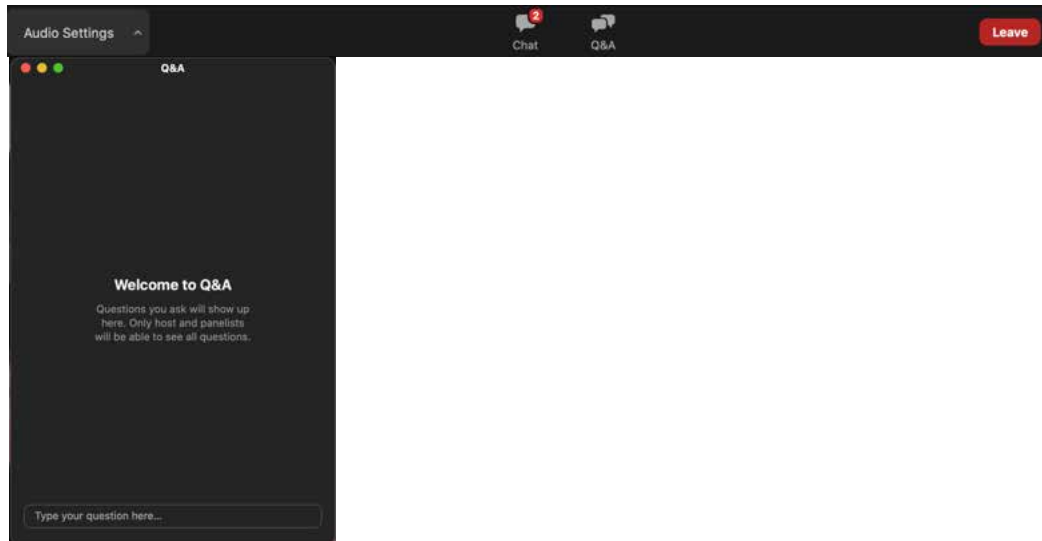 Audio Settings
2
Chat
Q&A
Leave
Q&A
Welcome to Q&A
Questions you ask will show up
here. Only host and panelists
will be able to see all questions.
Type your question here...